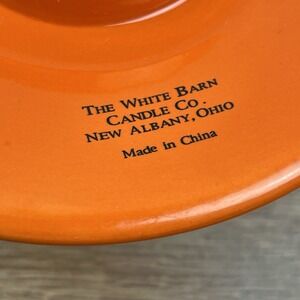 The White Barn
Candle Co.
New Albany, Ohio
Made in China